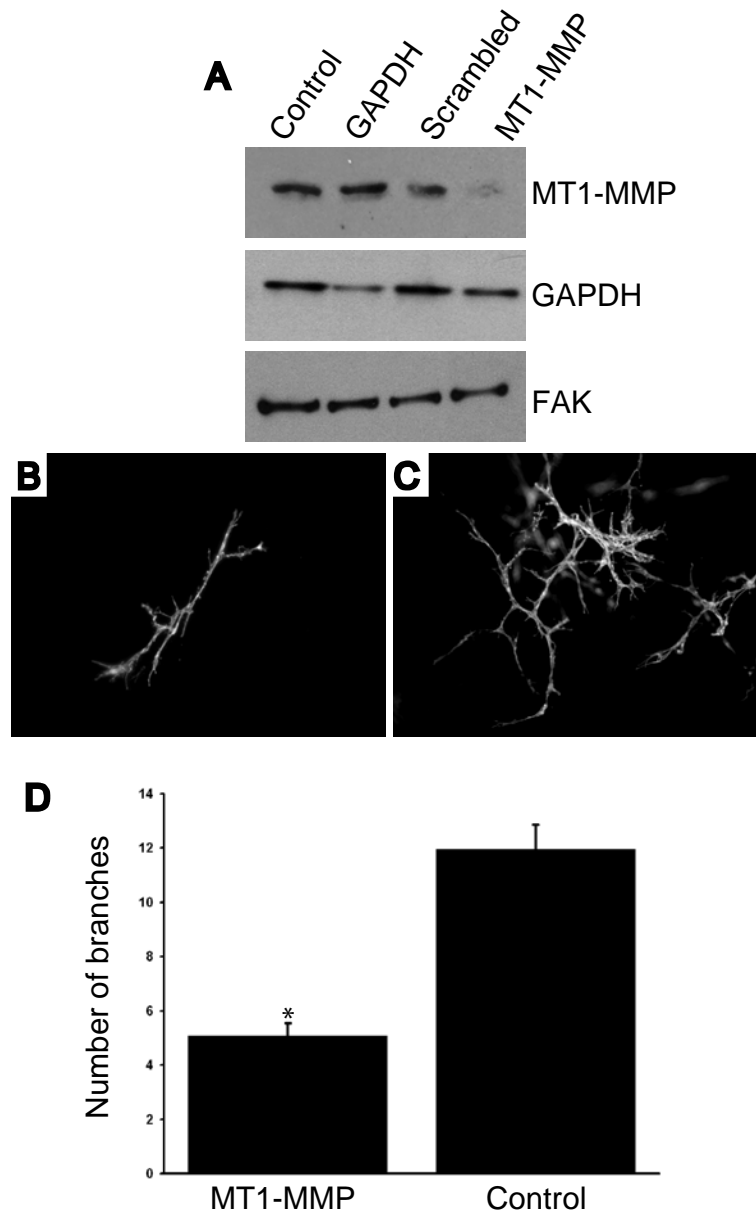 A
Control
GAPDH
Scrambled
MT1-MMP
MT1-MMP
GAPDH
FAK
B
C
D
Number of branches
14
12
10
8
6
4
2
0
*
MT1-MMP
Control